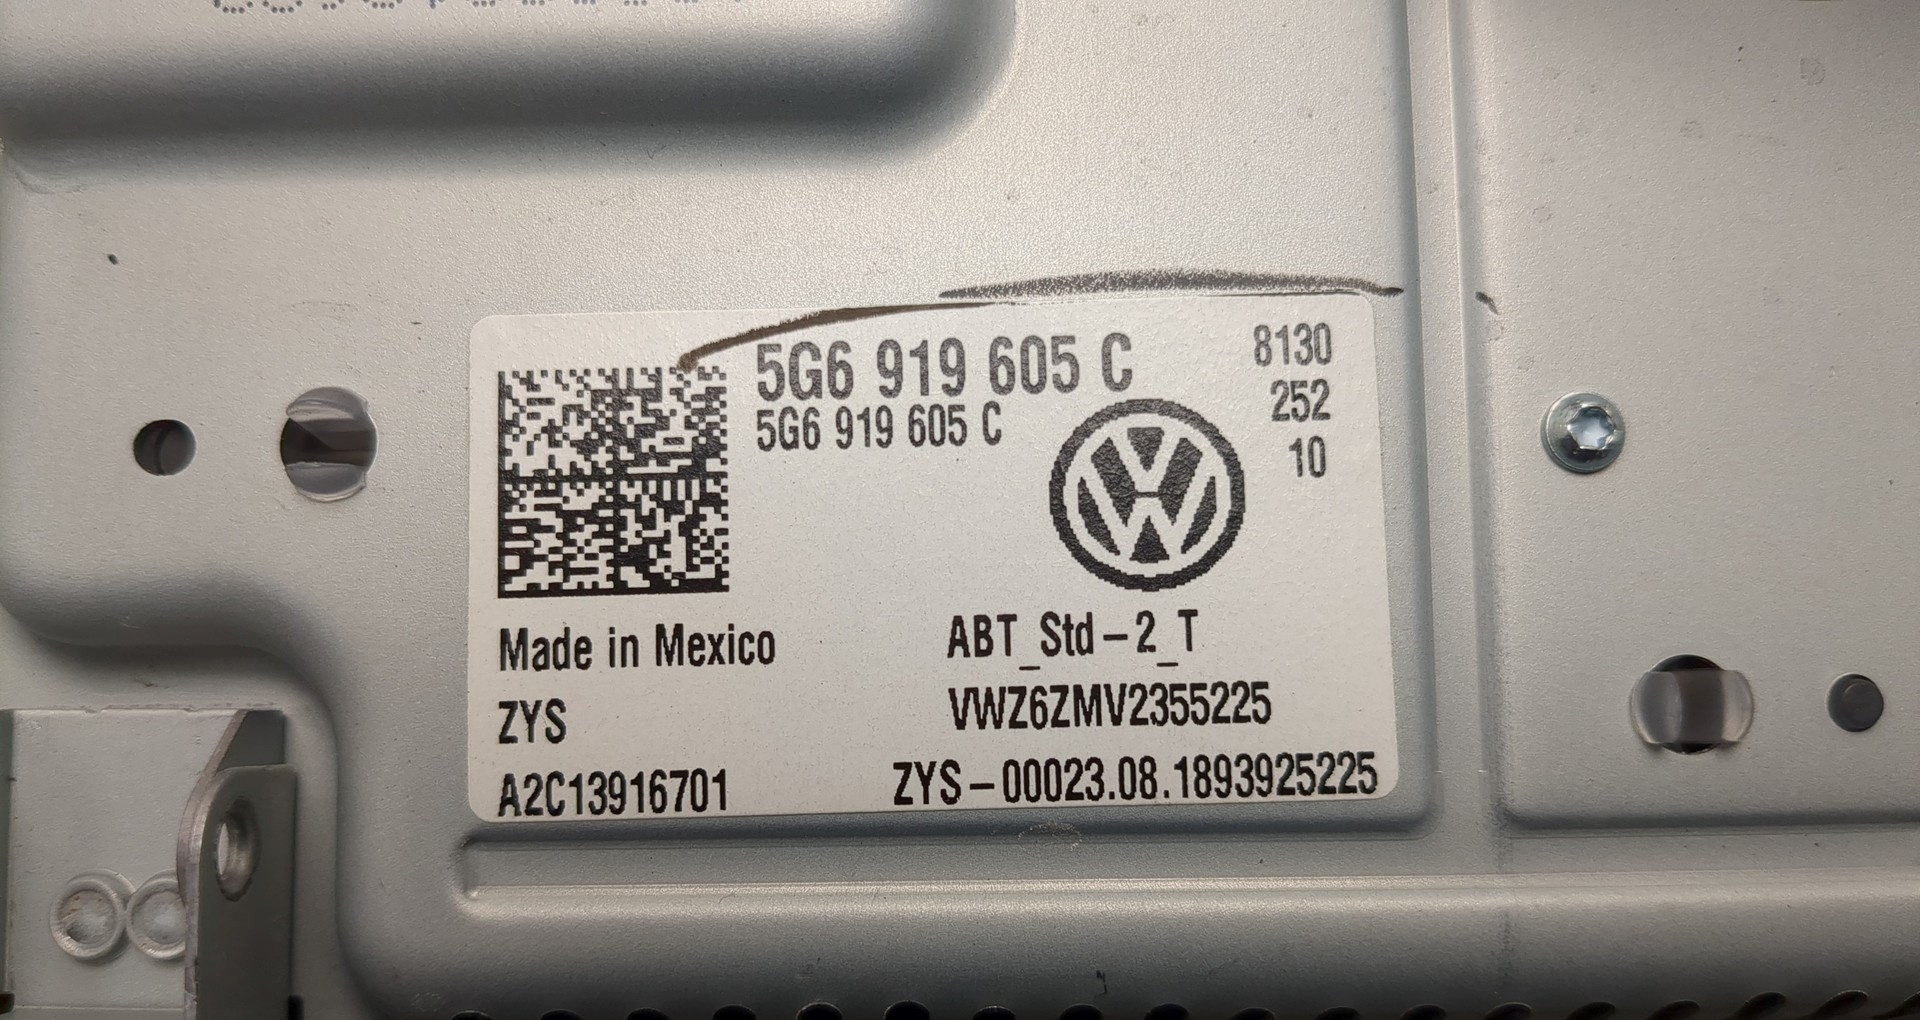 5G6 919 605 C
5G6 919 605 C
8130
252
10
Made in Mexico
ABT_Std-2_T
ZYS
VWZ6ZMV2355225
A2C13916701
ZYS-00023.08.1893925225